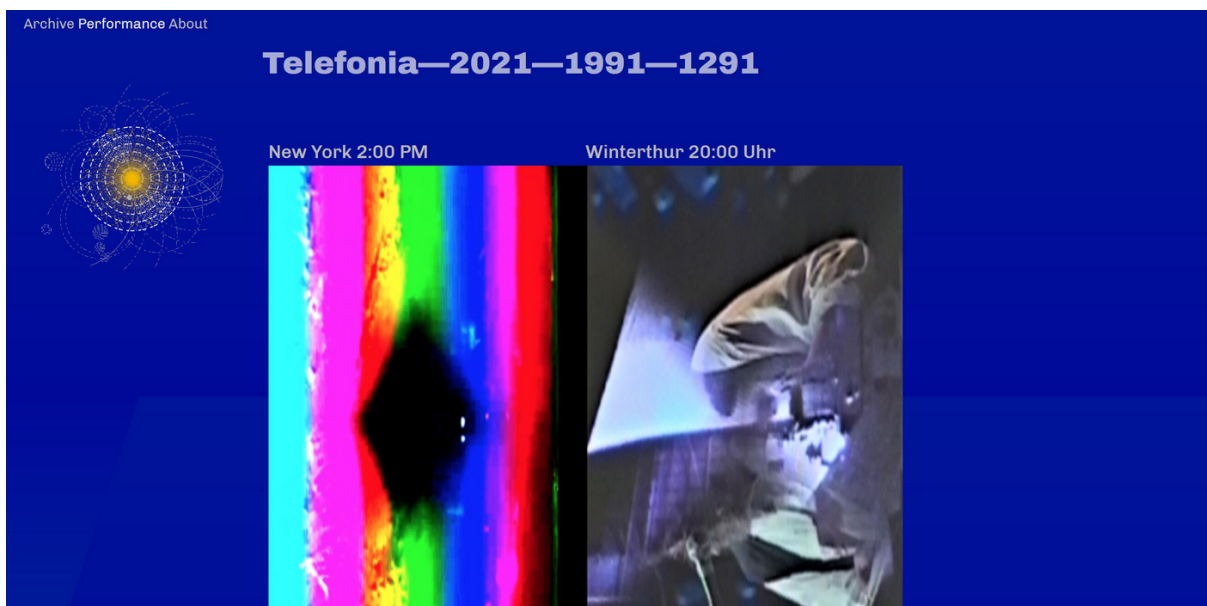 Archive Performance About
Telefonia—2021—1991—1291
New York 2:00 PM
Winterthur 20:00 Uhr